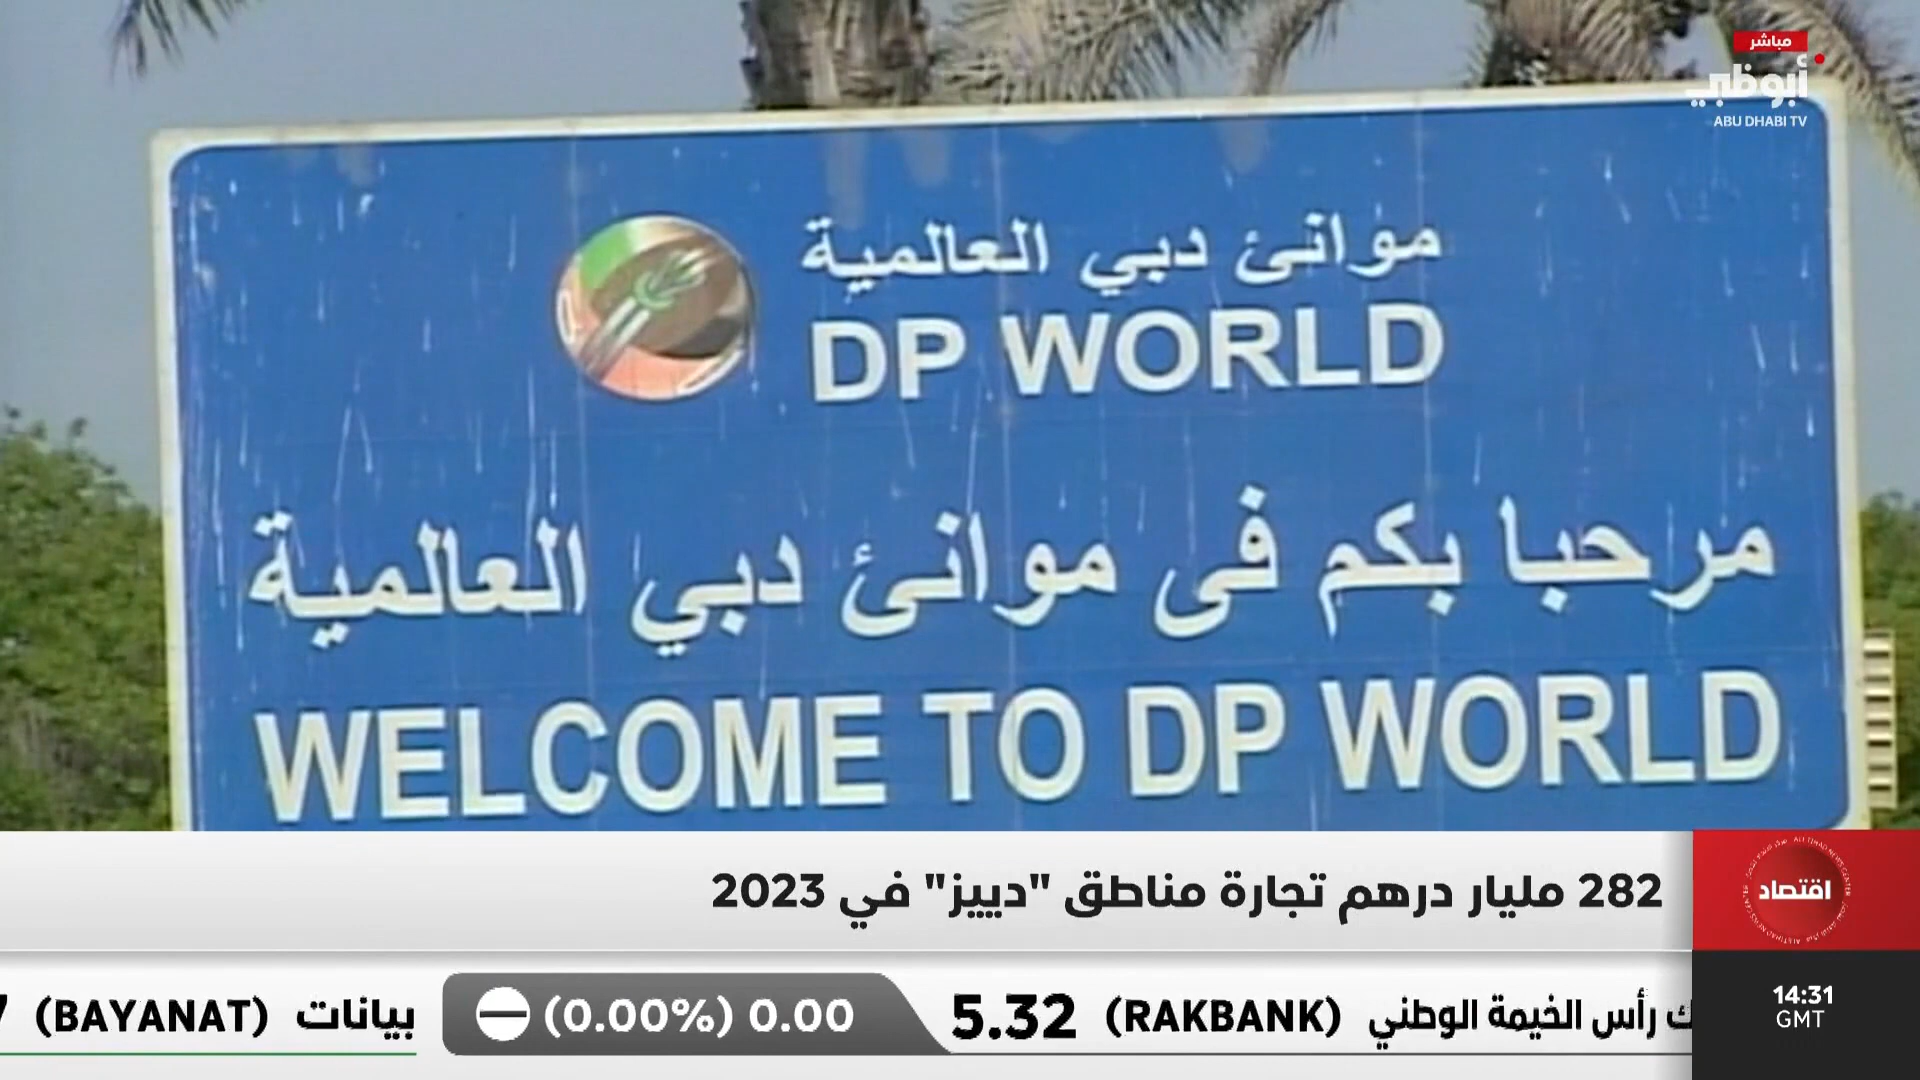 مباشر
أبوظبي
ABU DHABI TV
موانئ دبي العالمية
DP WORLD
مرحبا بكم فى موانئ دبي العالمية
WELCOME TO DP WORLD
282 مليار درهم تجارة مناطق "دييز" في 2023
اقتصاد
ك رأس الخيمة الوطني (RAKBANK) 5.32 0.00 (0.00%) بيانات (BAYANAT)
14:31
GMT